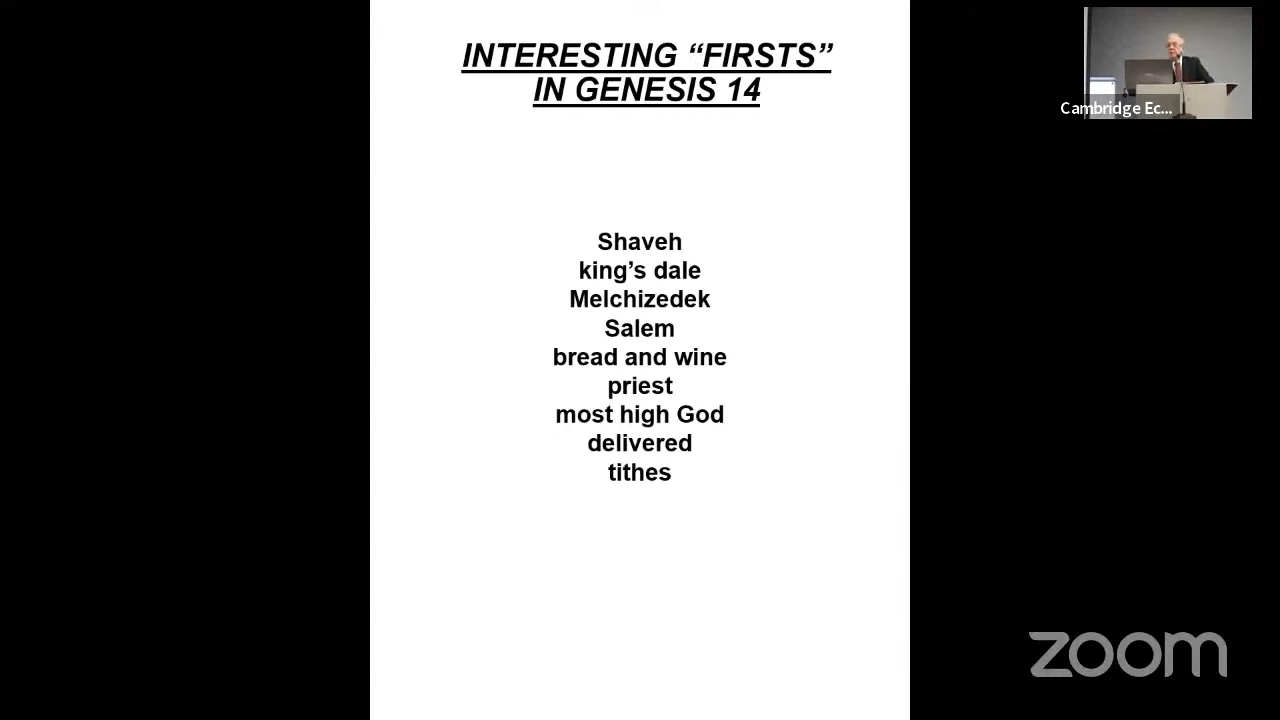 INTERESTING “FIRSTS”
IN GENESIS 14
Cambridge Ec...
Shaveh
king’s dale
Melchizedek
Salem
bread and wine
priest
most high God
delivered
tithes
zoom